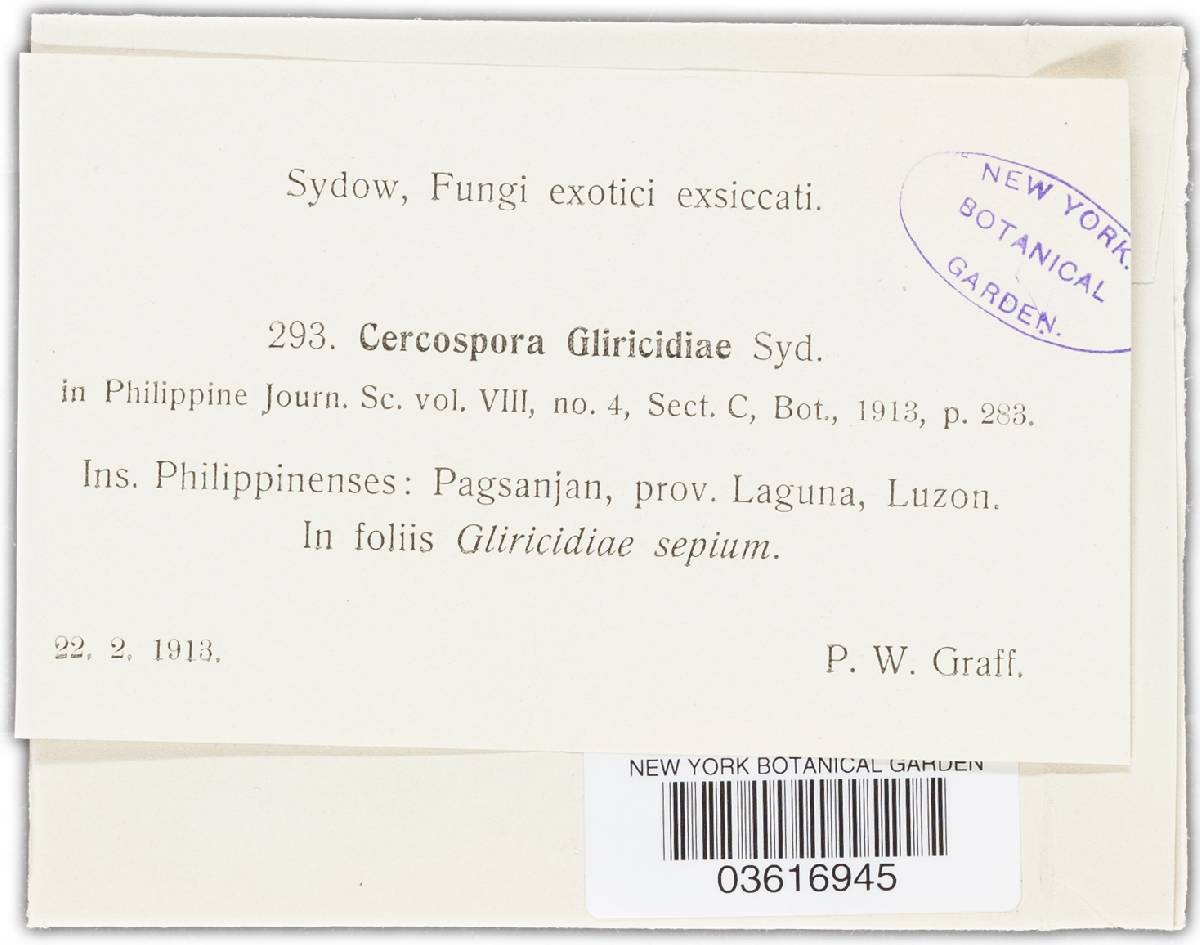 Sydow, Fungi exotici exsiccati.
NEW YORK.
BOTANICAL
GARDEN.
293. Cercospora Gliricidiae Syd.
in Philippine Journ. Sc. vol. VIII, no. 4, Sect. C, Bot., 1913, p. 283.
Ins. Philippinenses: Pagsanjan, prov. Laguna, Luzon.
In foliis Gliricidiae sepium.
22. 2. 1913.
P. W. Graff.
NEW YORK BOTANICAL GARDEN
03616945